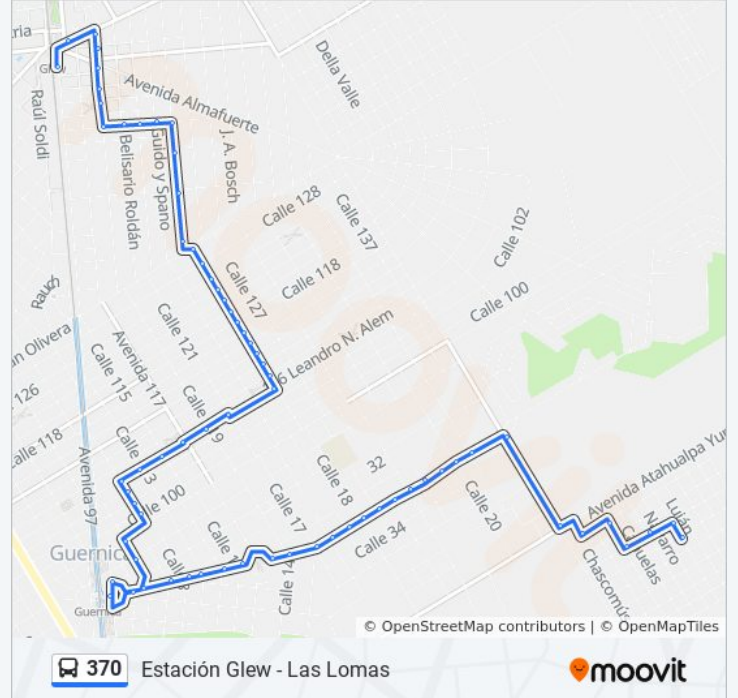 Glew
Avenida Almafuerte
Della Valle
Raúl Soldi
Belisario Roldán
Guido y Spano
J. A. Bosch
Calle 128
Calle 137
Calle 102
Calle 118
Calle 127
Calle 100
Calle 121
Leandro N. Alem
Avenida 117
Calle 115
Calle 118
Avenida 97
Calle 100
Calle 18
32
Calle 17
Calle 20
Calle 34
Avenida Atahualpa Yu
Luján
Navarro
Chascomús
Guernica
Calle 14
Guernica
© OpenStreetMap contributors | © OpenMapTiles
370 Estación Glew - Las Lomas
moovit